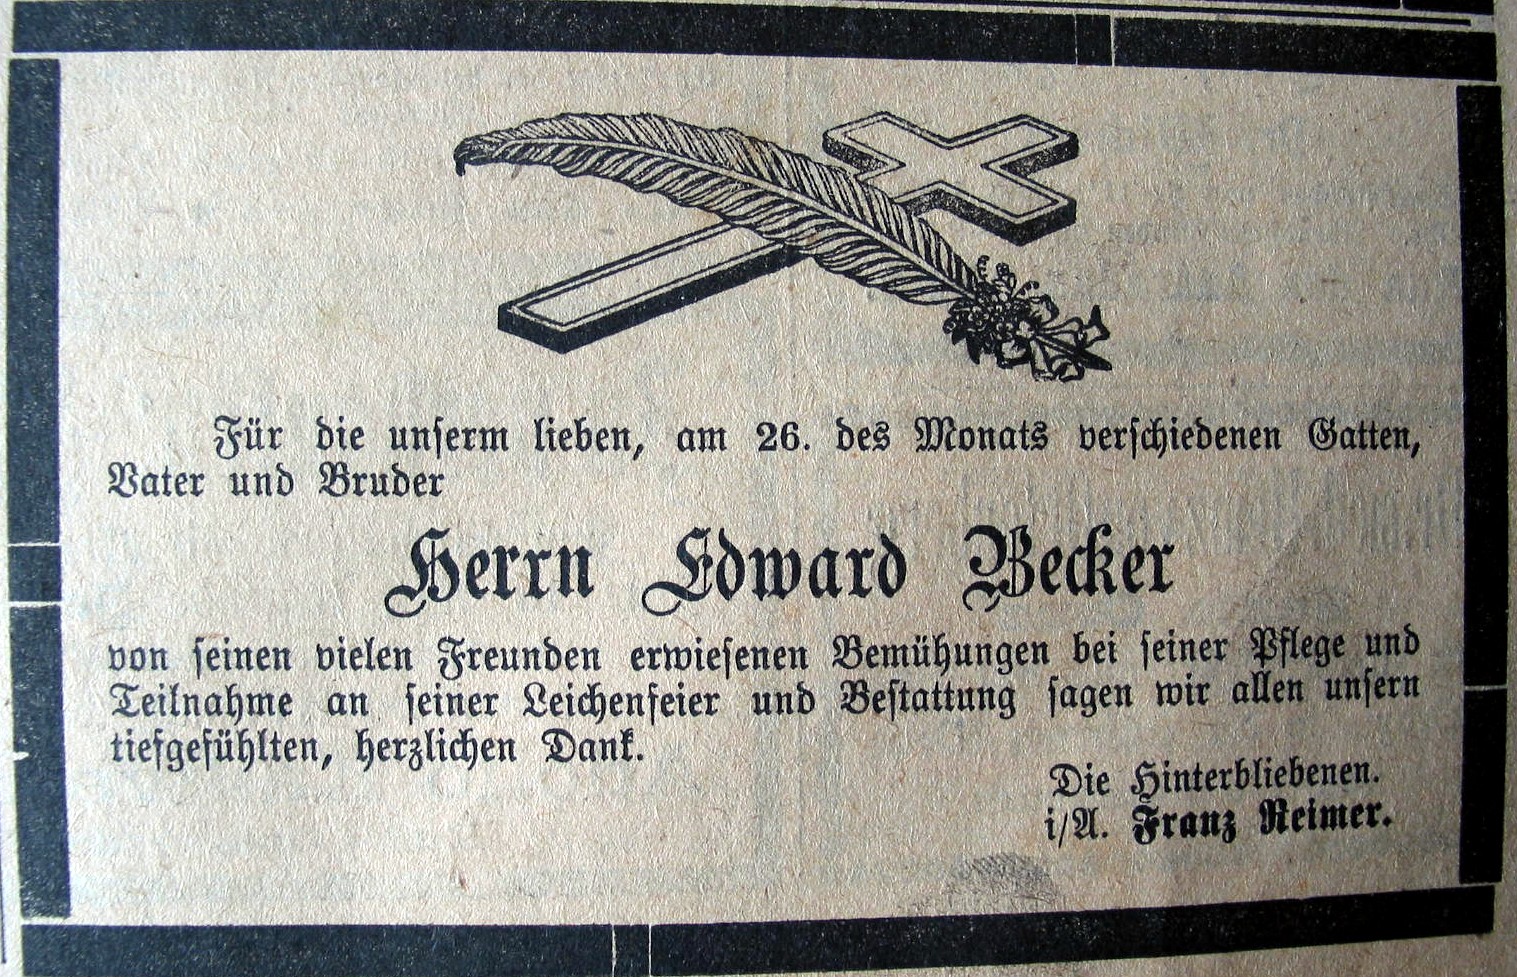 Für die unserm lieben, am 26. des Monats verschiedenen Gatten,
Vater und Bruder
Herrn Edward Becker
von seinen vielen Freunden erwiesenen Bemühungen bei seiner Pflege und
Teilnahme an seiner Leichenfeier und Bestattung sagen wir allen unsern
tiefgefühlten, herzlichen Dank.
Die Hinterbliebenen.
i/A. Franz Reimer.